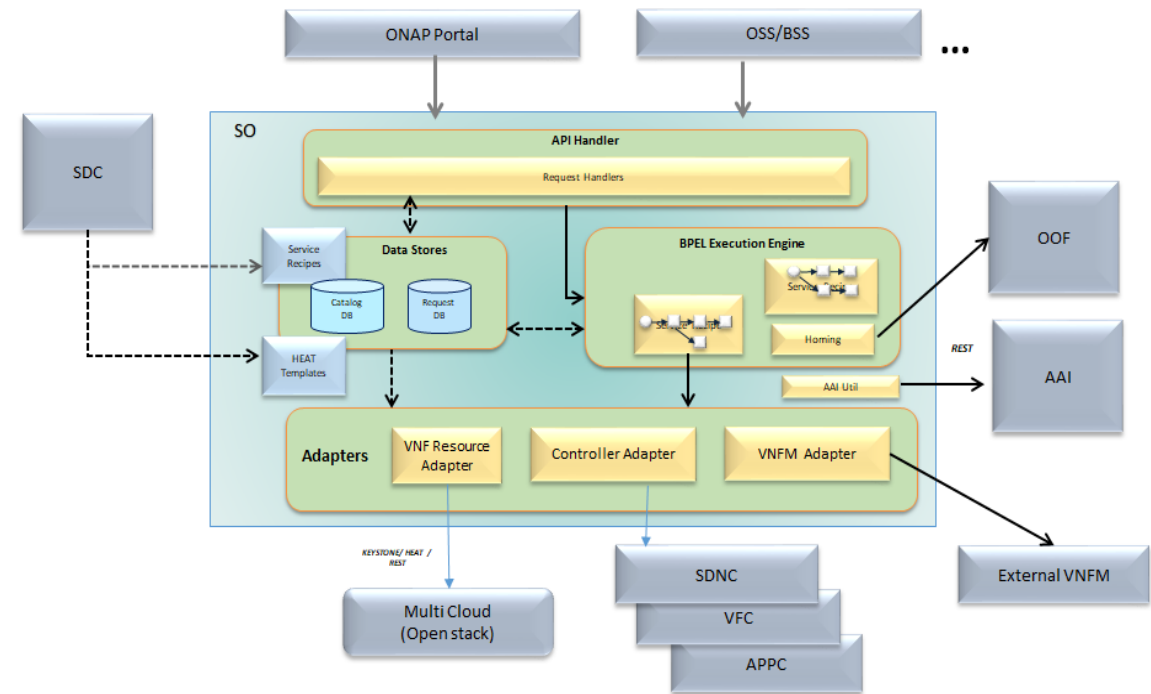 ONAP Portal
OSS/BSS
...
SDC
SO
API Handler
Request Handlers
Service
Recipes
Data Stores
Catalog
DB
Request
DB
HEAT
Templates
BPEL Execution Engine
Homing
AAI Util
OOF
REST
AAI
Adapters
VNF Resource
Adapter
Controller Adapter
VNFM Adapter
KEYSTONE/ HEAT /
REST
Multi Cloud
(Open stack)
SDNC
VFC
APPC
External VNFM